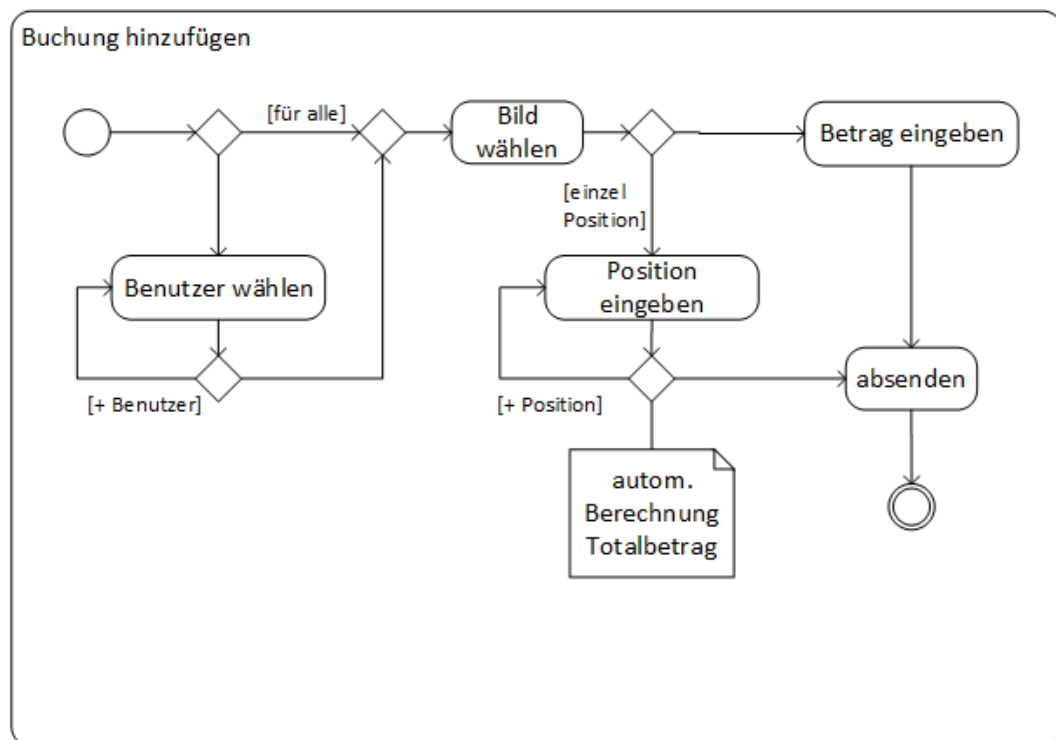 Buchung hinzufügen
[für alle]
Bild
wählen
Betrag eingeben
[einzel
Position]
Benutzer wählen
Position
eingeben
[+ Benutzer]
[+ Position]
absenden
autom.
Berechnung
Totalbetrag